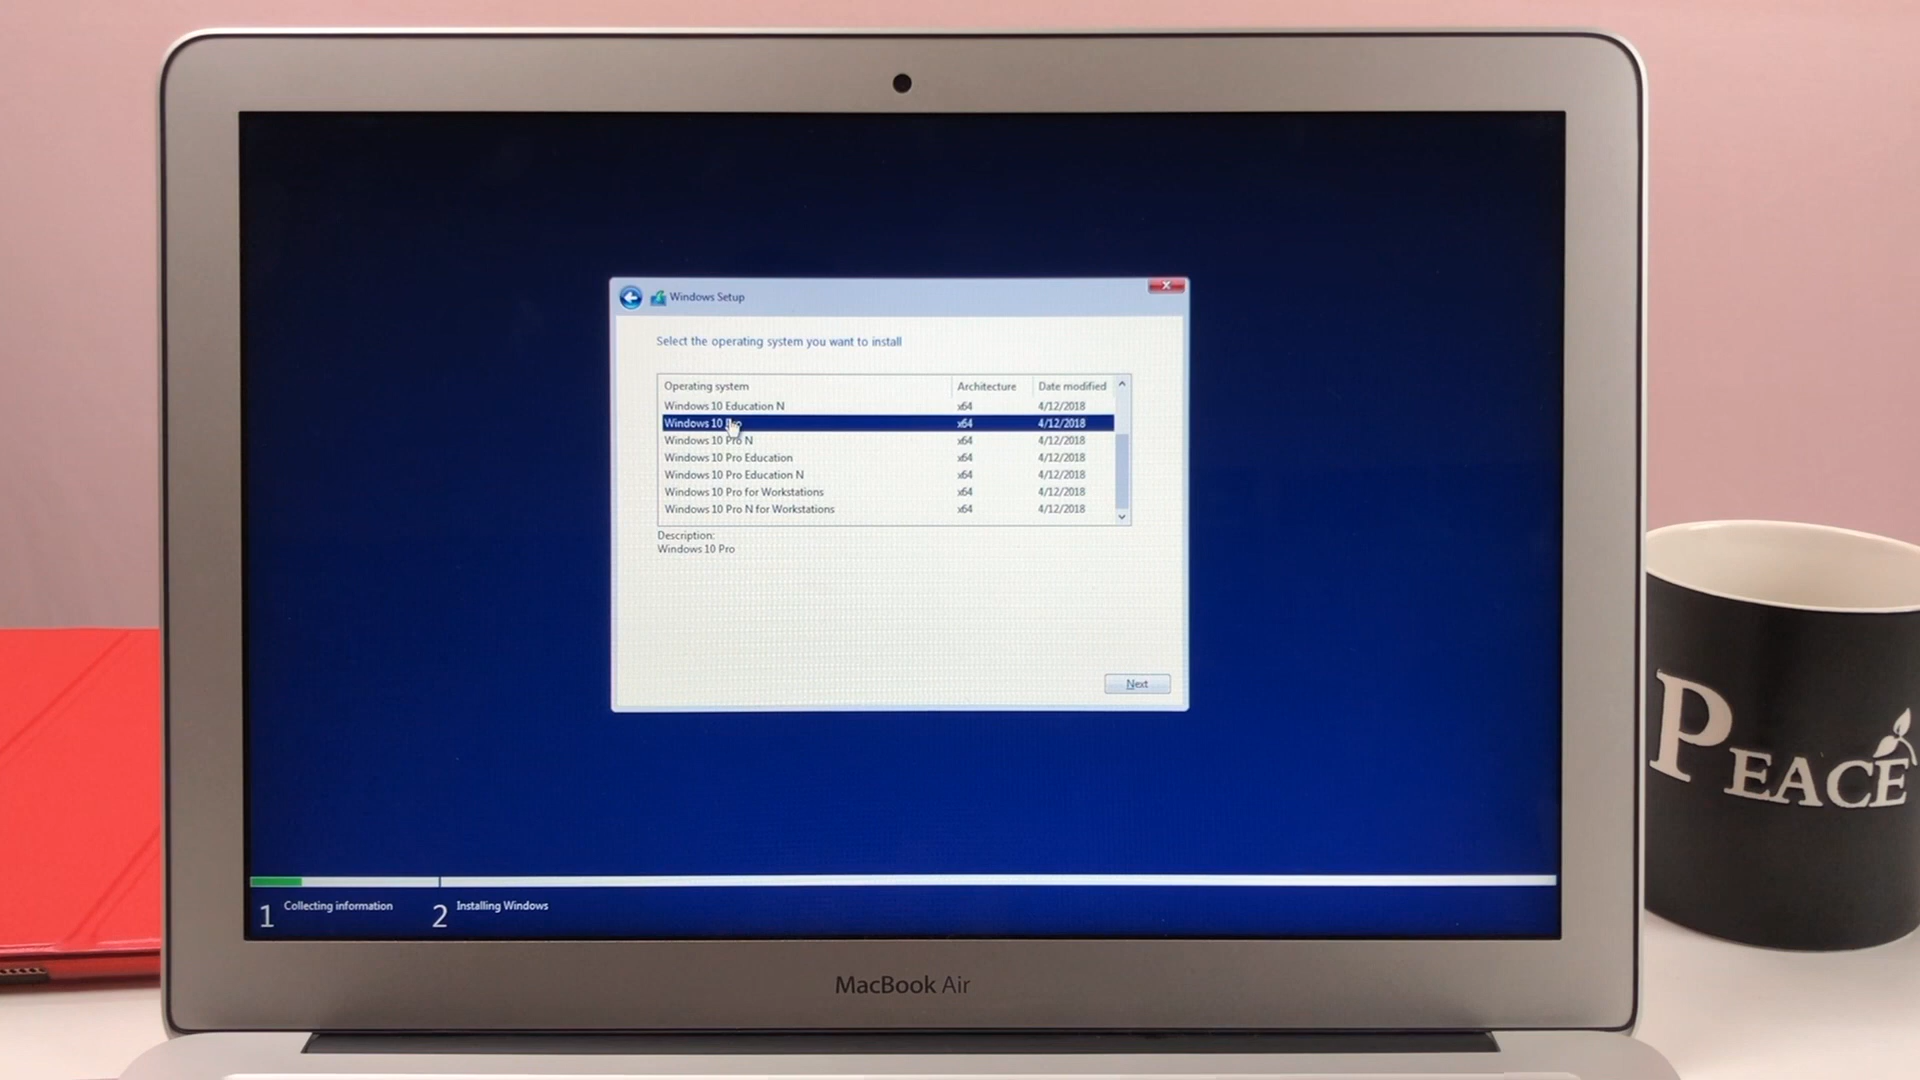 Windows Setup
Select the operating system you want to install
Operating system Architecture Date modified
Windows 10 Education N x64 4/12/2018
Windows 10 Pro x64 4/12/2018
Windows 10 Pro N x64 4/12/2018
Windows 10 Pro Education x64 4/12/2018
Windows 10 Pro Education N x64 4/12/2018
Windows 10 Pro for Workstations x64 4/12/2018
Windows 10 Pro N for Workstations x64 4/12/2018
Description:
Windows 10 Pro
Next
1 Collecting information 2 Installing Windows
MacBook Air
PEACE